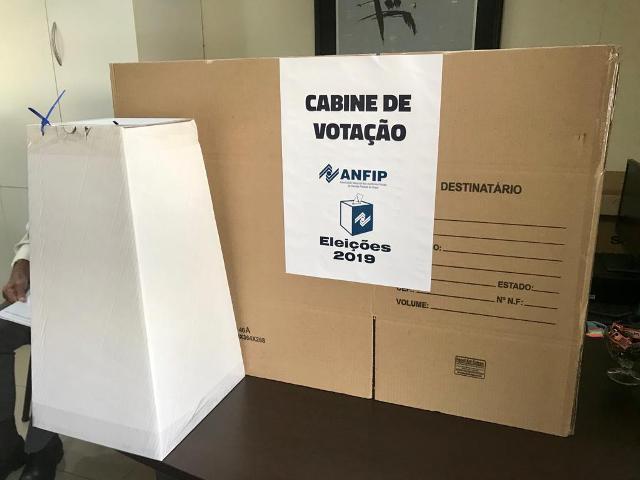 CABINE DE
VOTAÇÃO
ANFIP
Eleições
2019
DESTINATÁRIO
ESTADO:
VOLUME:
Nº N.F: